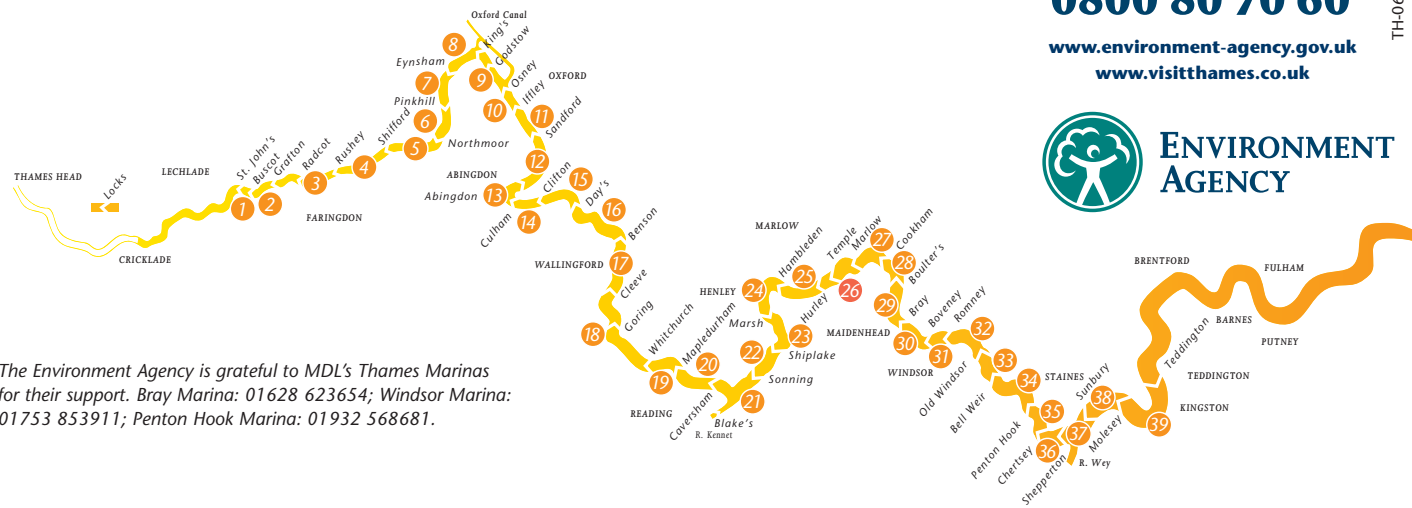 0800 80 70 60
www.environment-agency.gov.uk
www.visitthames.co.uk
TH-06
ENVIRONMENT
AGENCY
Oxford Canal
King's
Godstow
8
Eynsham
7
9
Osney
OXFORD
Pinkhill
10
Iffley
6
11
Sandford
Shifford
5
Northmoor
Rushey
4
12
Radcot
3
Grafton
Buscot
St. John's
2
1
LECHLADE
THAMES HEAD
Locks
FARINGDON
CRICKLADE
ABINGDON
Abingdon
13
Clifton
15
Day's
Culham
14
16
Benson
WALLINGFORD
17
Cleeve
Goring
18
Whitchurch
Mapledurham
19
20
READING
Caversham
Blake's
R. Kennet
21
22
Sonning
Shiplake
23
Marsh
HENLEY
24
Hambleden
25
MARLOW
Hurley
Temple
26
Marlow
27
Cookham
28
Boulter's
29
MAIDENHEAD
Bray
30
Boveney
31
WINDSOR
Romney
32
Old Windsor
33
Bell Weir
34
STAINES
Penton Hook
35
Chertsey
36
Shepperton
37
R. Wey
Sunbury
38
Molesey
39
KINGSTON
TEDDINGTON
Teddington
BRENTFORD
FULHAM
BARNES
PUTNEY
The Environment Agency is grateful to MDL's Thames Marinas
for their support. Bray Marina: 01628 623654; Windsor Marina:
01753 853911; Penton Hook Marina: 01932 568681.